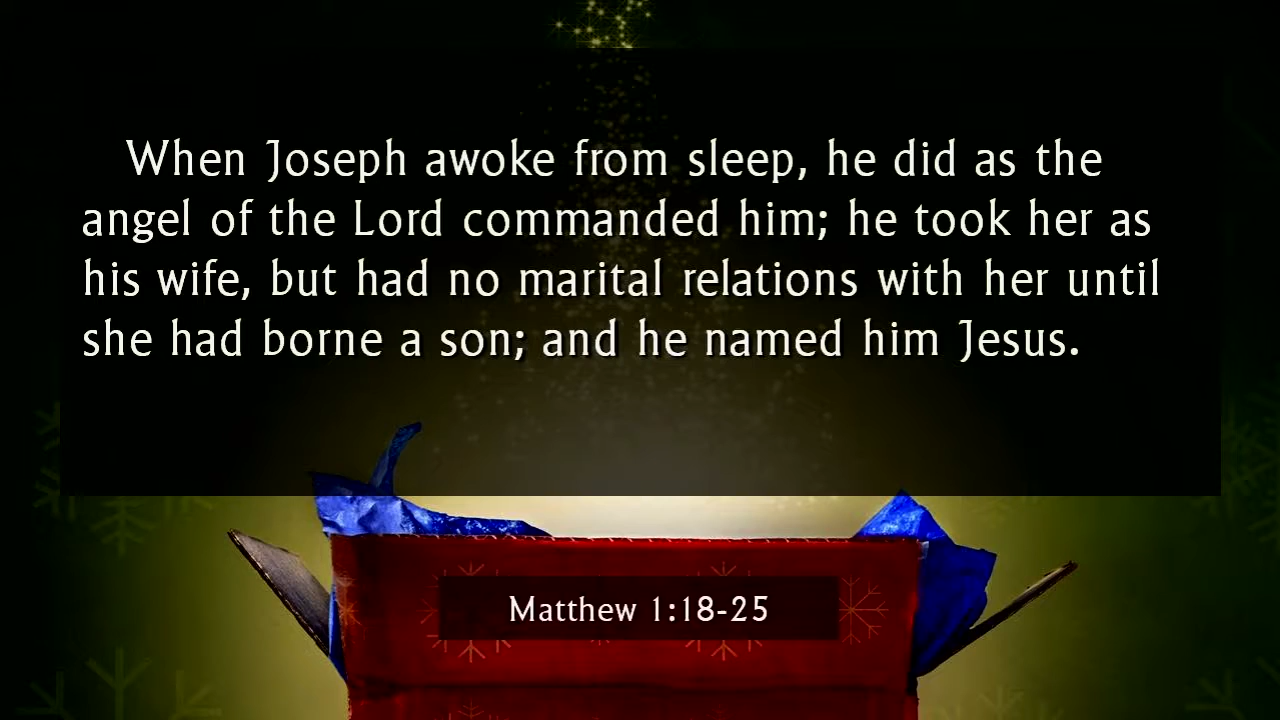 When Joseph awoke from sleep, he did as the
angel of the Lord commanded him; he took her as
his wife, but had no marital relations with her until
she had borne a son; and he named him Jesus.
Matthew 1:18-25